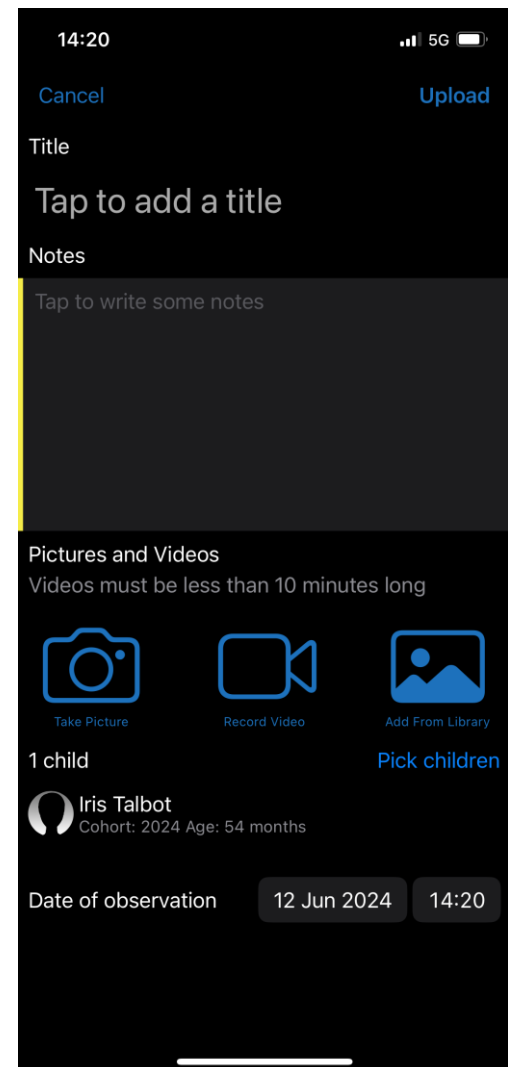 14:20 5G
Cancel Upload
Title
Tap to add a title
Notes
Tap to write some notes
Pictures and Videos
Videos must be less than 10 minutes long
Take Picture Record Video Add From Library
1 child Pick children
Iris Talbot
Cohort: 2024 Age: 54 months
Date of observation 12 Jun 2024 14:20